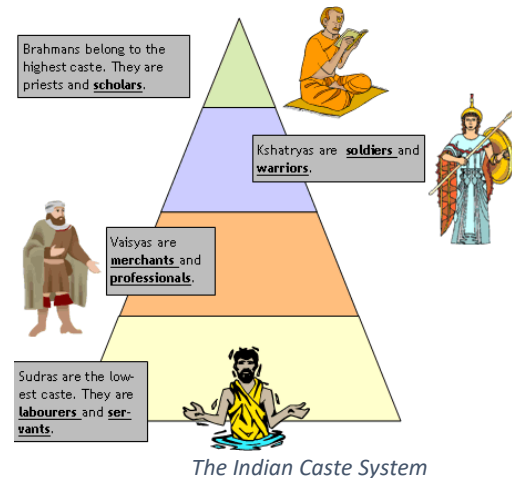 Brahmans belong to the
highest caste. They are
priests and scholars.
Kshatryas are soldiers and
warriors.
Vaisyas are
merchants and
professionals.
Sudras are the low-
est caste. They are
labourers and ser-
vants.
The Indian Caste System